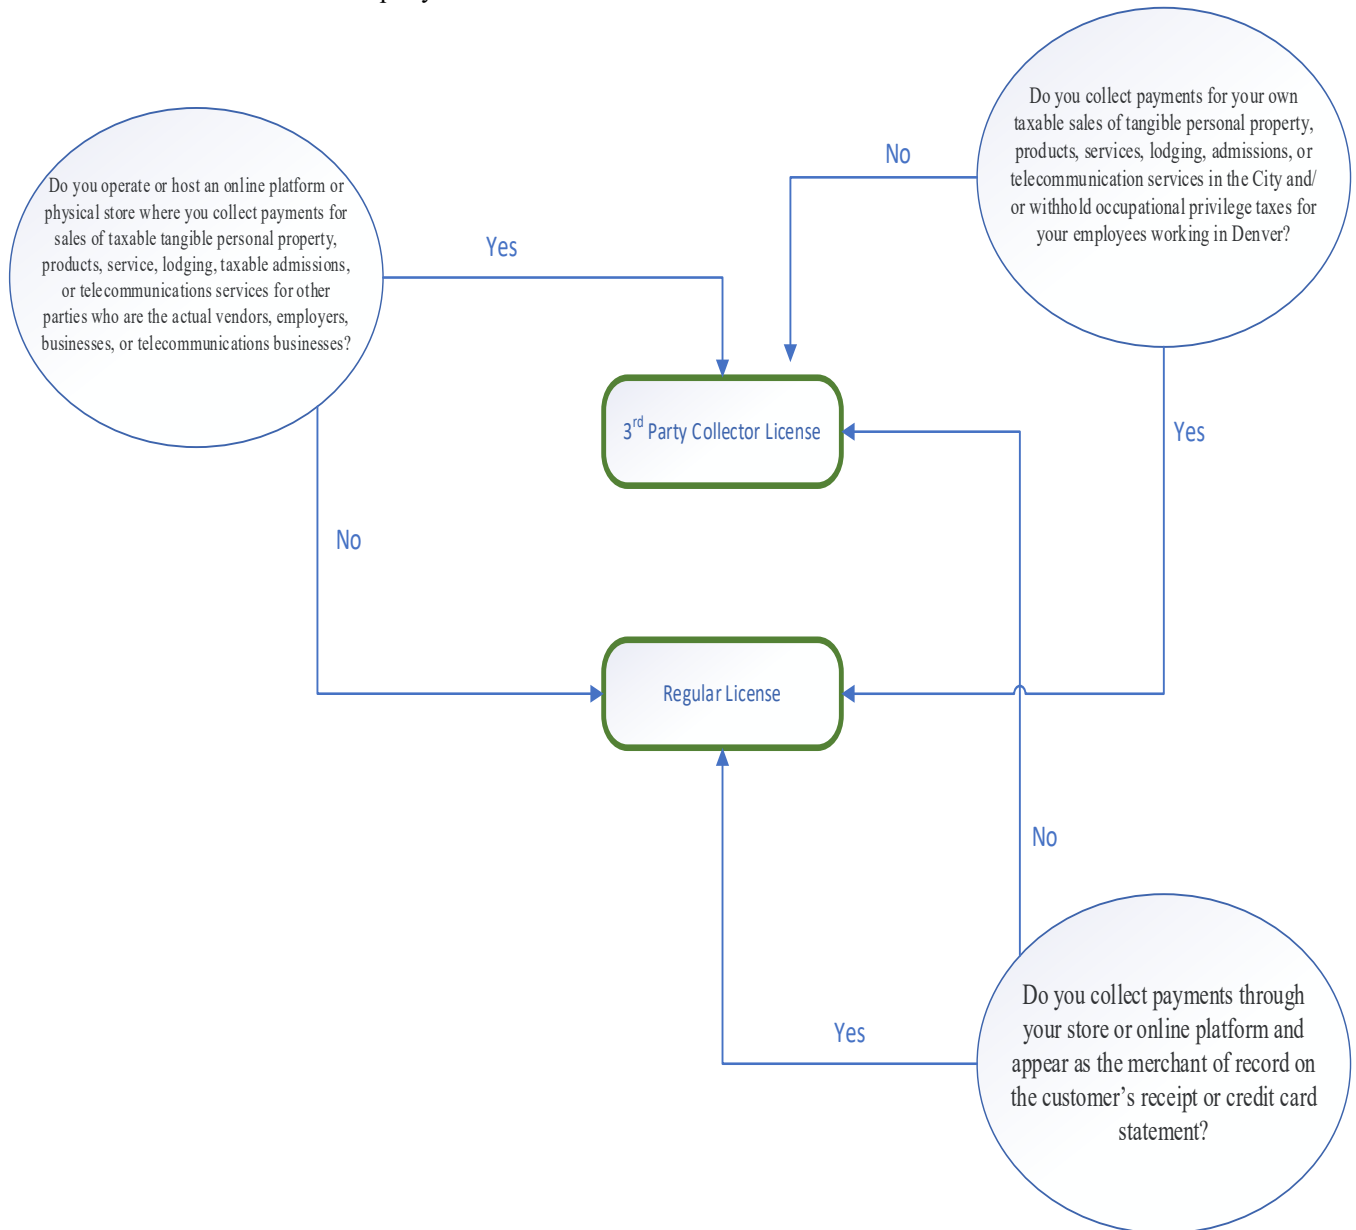 Do you collect payments for your own
taxable sales of tangible personal property,
products, services, lodging, admissions, or
telecommunication services in the City and/
or withhold occupational privilege taxes for
your employees working in Denver?
No
Do you operate or host an online platform or
physical store where you collect payments for
sales of taxable tangible personal property,
products, service, lodging, taxable admissions,
or telecommunications services for other
parties who are the actual vendors, employers,
businesses, or telecommunications businesses?
Yes
3rd Party Collector License
Yes
No
Regular License
No
Yes
Do you collect payments through
your store or online platform and
appear as the merchant of record on
the customer’s receipt or credit card
statement?